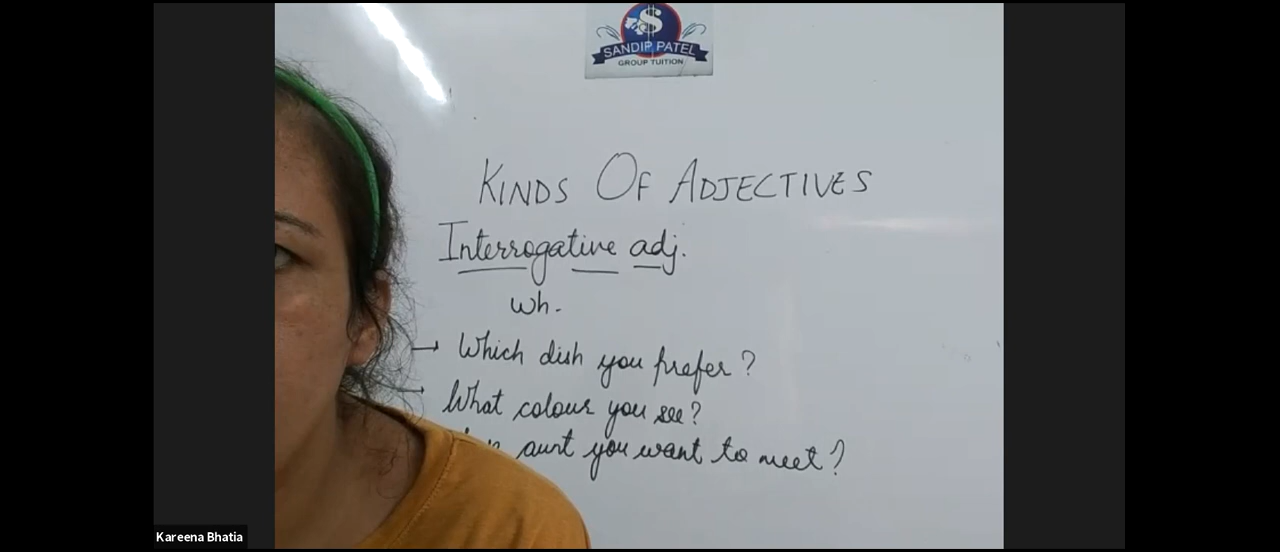 $
SANDIP PATEL
GROUP TUITION
KINDS OF ADJECTIVES
Interrogative adj.
wh.
→ Which dish you prefer?
→ What colour you see?
aunt you want to meet?
Kareena Bhatia